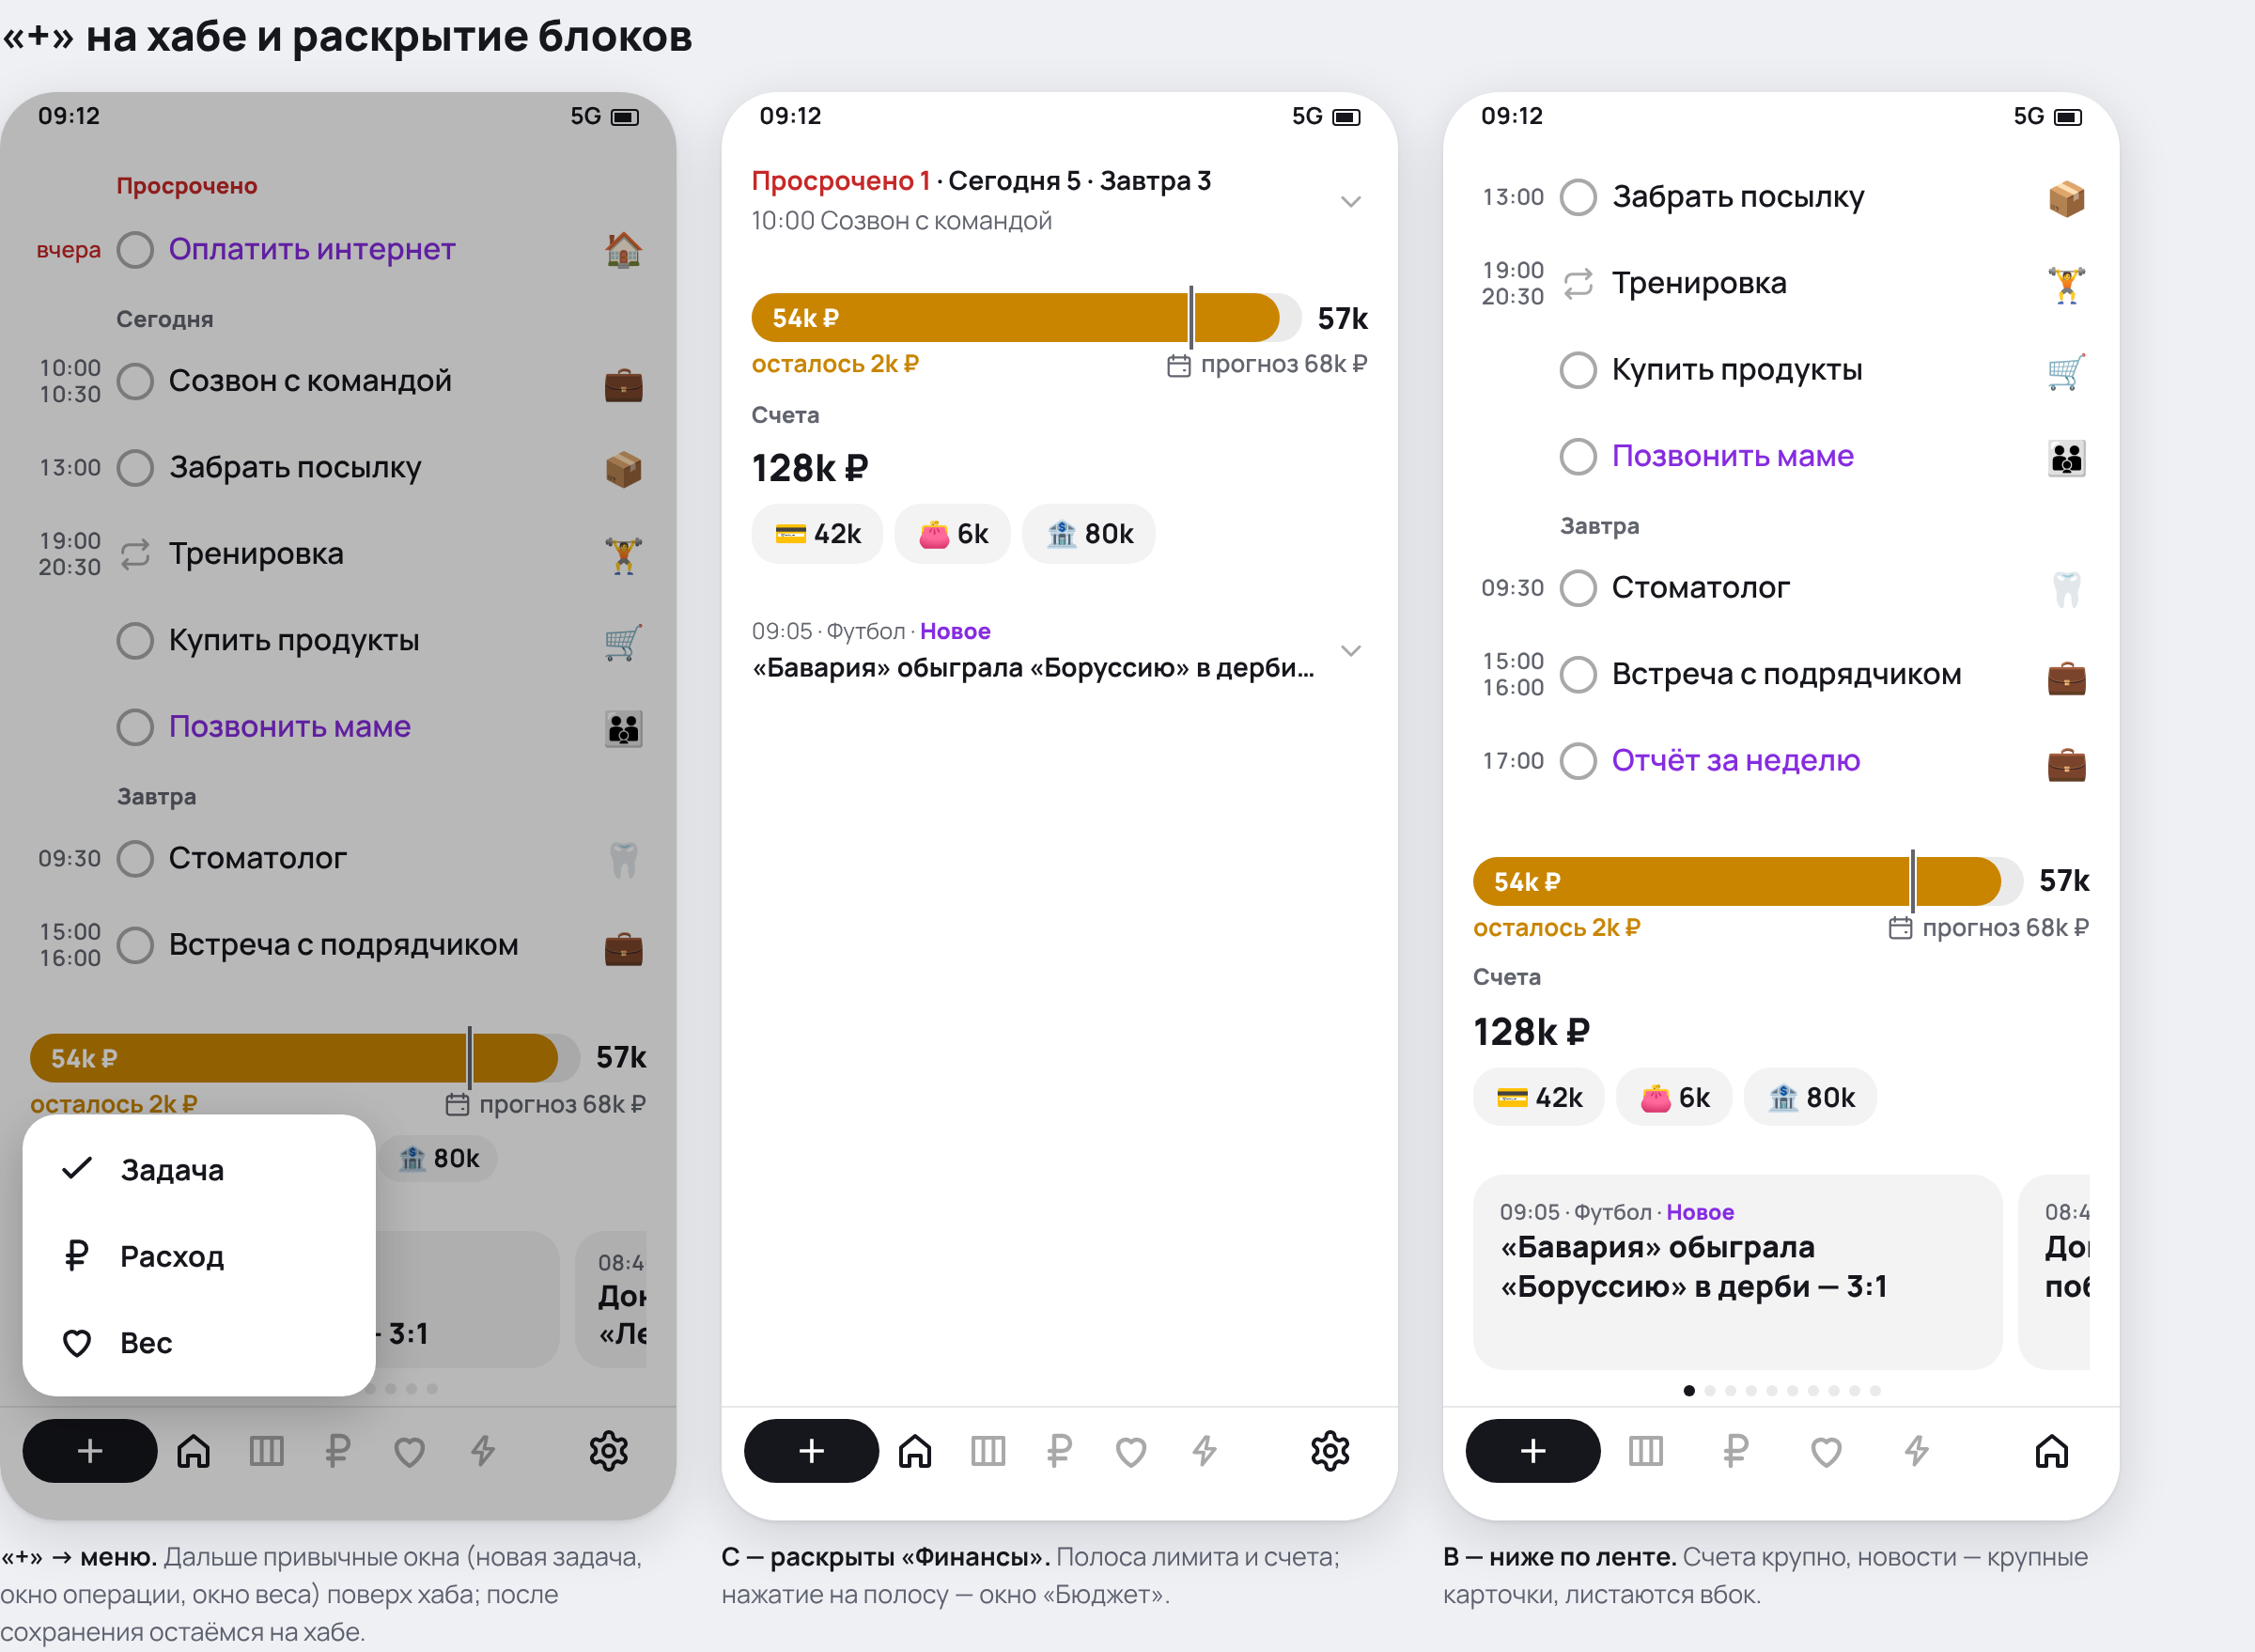 «+» на хабе и раскрытие блоков
09:12 5G
Просрочено
вчера Оплатить интернет
Сегодня
10:00
10:30 Созвон с командой
13:00 Забрать посылку
19:00
20:30 Тренировка
Купить продукты
Позвонить маме
Завтра
09:30 Стоматолог
15:00
16:00 Встреча с подрядчиком
54k ₽ 57k
осталось 2k ₽ прогноз 68k ₽
80k
Задача
Расход
Вес
08:4
До
- 3:1 «Ле
+ ₽
«+» → меню. Дальше привычные окна (новая задача,
окно операции, окно веса) поверх хаба; после
сохранения остаёмся на хабе.
09:12 5G
Просрочено 1 · Сегодня 5 · Завтра 3
10:00 Созвон с командой
54k ₽ 57k
осталось 2k ₽ прогноз 68k ₽
Счета
128k ₽
42k 6k 80k
09:05 · Футбол · Новое
«Бавария» обыграла «Боруссию» в дерби...
+ ₽
C — раскрыты «Финансы». Полоса лимита и счета;
нажатие на полосу — окно «Бюджет».
09:12 5G
13:00 Забрать посылку
19:00
20:30 Тренировка
Купить продукты
Позвонить маме
Завтра
09:30 Стоматолог
15:00
16:00 Встреча с подрядчиком
17:00 Отчёт за неделю
54k ₽ 57k
осталось 2k ₽ прогноз 68k ₽
Счета
128k ₽
42k 6k 80k
09:05 · Футбол · Новое
«Бавария» обыграла
«Боруссию» в дерби — 3:1
08:4
До
по
+ ₽
B — ниже по ленте. Счета крупно, новости — крупные
карточки, листаются вбок.